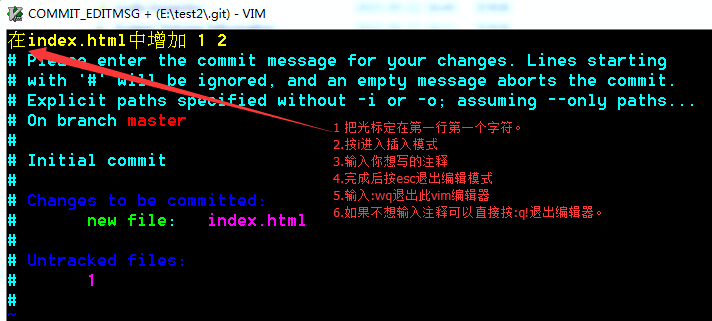 COMMIT_EDITMSG + (E:\test2\.git) - VIM
在index.html中增加 1 2
# Please enter the commit message for your changes. Lines starting
# with '#' will be ignored, and an empty message aborts the commit.
# Explicit paths specified without -i or -o; assuming --only paths...
# On branch master
#
# Initial commit
#
# Changes to be committed:
#       new file:   index.html
#
# Untracked files:
#       1
#
~
1 把光标定在第一行第一个字符。
2.按i进入插入模式
3.输入你想写的注释
4.完成后按esc退出编辑模式
5.输入:wq退出此vim编辑器
6.如果不想输入注释可以直接按:q!退出编辑器。